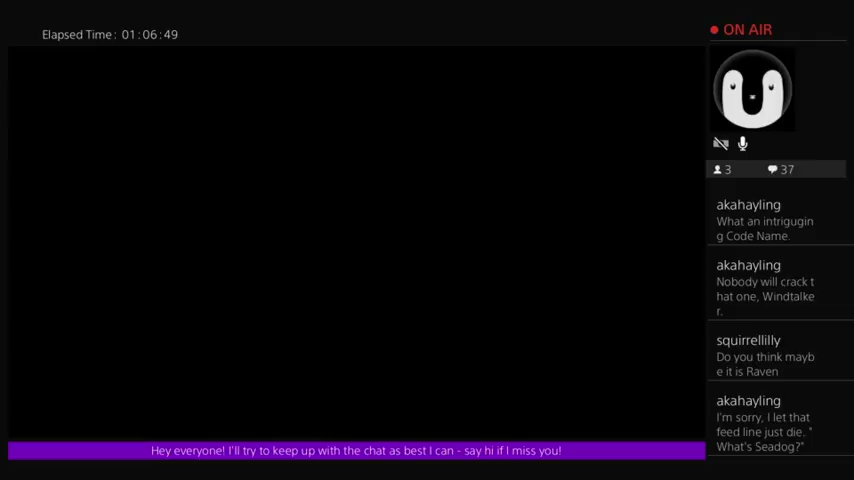 Elapsed Time: 01:06:49
ON AIR
3 37
akahayling
What an intrigugin
g Code Name.
akahayling
Nobody will crack t
hat one, Windtalke
r.
squirrellilly
Do you think mayb
e it is Raven
akahayling
I'm sorry, I let that
feed line just die. "
What's Seadog?"
Hey everyone! I'll try to keep up with the chat as best I can - say hi if I miss you!